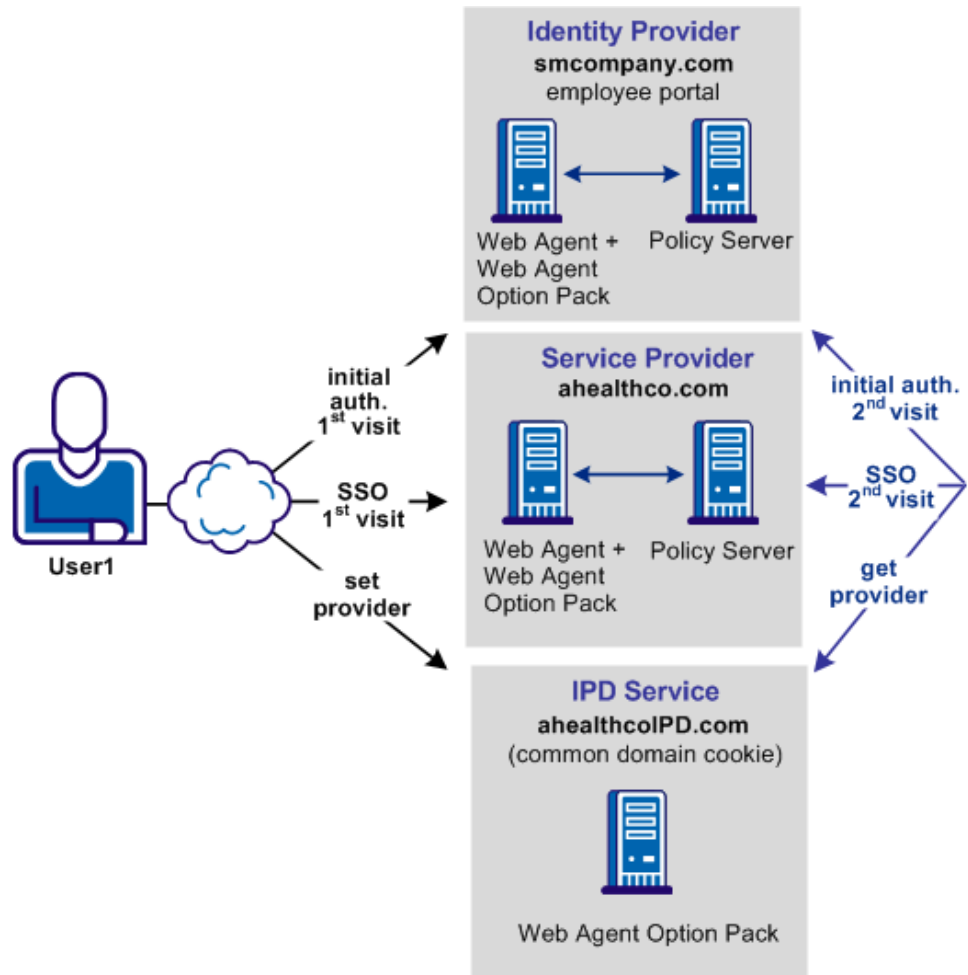 Identity Provider
smcompany.com
employee portal
Web Agent +
Web Agent
Option Pack
Policy Server
Service Provider
ahealthco.com
Web Agent +
Web Agent
Option Pack
Policy Server
IPD Service
ahealthcoIPD.com
(common domain cookie)
Web Agent Option Pack
User1
initial
auth.
1st visit
SSO
1st visit
set
provider
initial auth.
2nd visit
SSO
2nd visit
get
provider